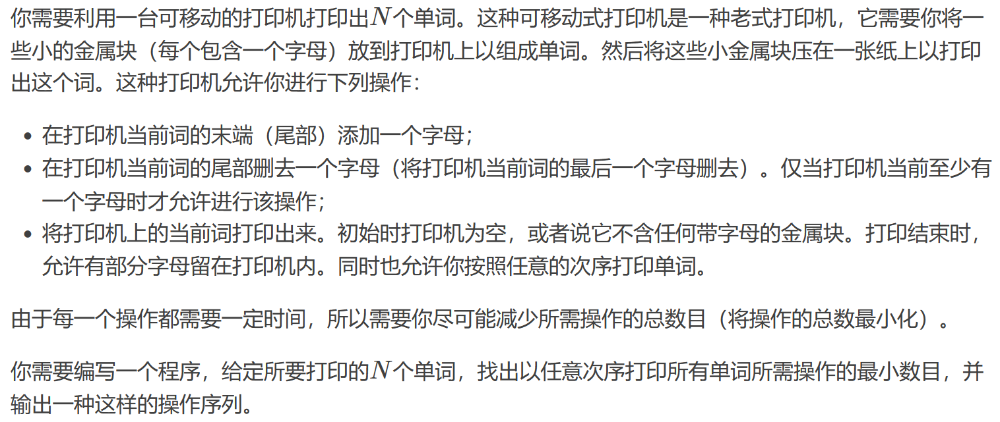 你需要利用一台可移动的打印机打印出N个单词。这种可移动式打印机是一种老式打印机，它需要你将一
些小的金属块（每个包含一个字母）放到打印机上以组成单词。然后将这些小金属块压在一张纸上以打印
出这个词。这种打印机允许你进行下列操作：
• 在打印机当前词的末端（尾部）添加一个字母；
• 在打印机当前词的尾部删去一个字母（将打印机当前词的最后一个字母删去）。仅当打印机当前至少有
一个字母时才允许进行该操作；
• 将打印机上的当前词打印出来。初始时打印机为空，或者说它不含任何带字母的金属块。打印结束时，
允许有部分字母留在打印机内。同时也允许你按照任意的次序打印单词。
由于每一个操作都需要一定时间，所以需要你尽可能减少所需操作的总数目（将操作的总数最小化）。
你需要编写一个程序，给定所要打印的N个单词，找出以任意次序打印所有单词所需操作的最小数目，并
输出一种这样的操作序列。